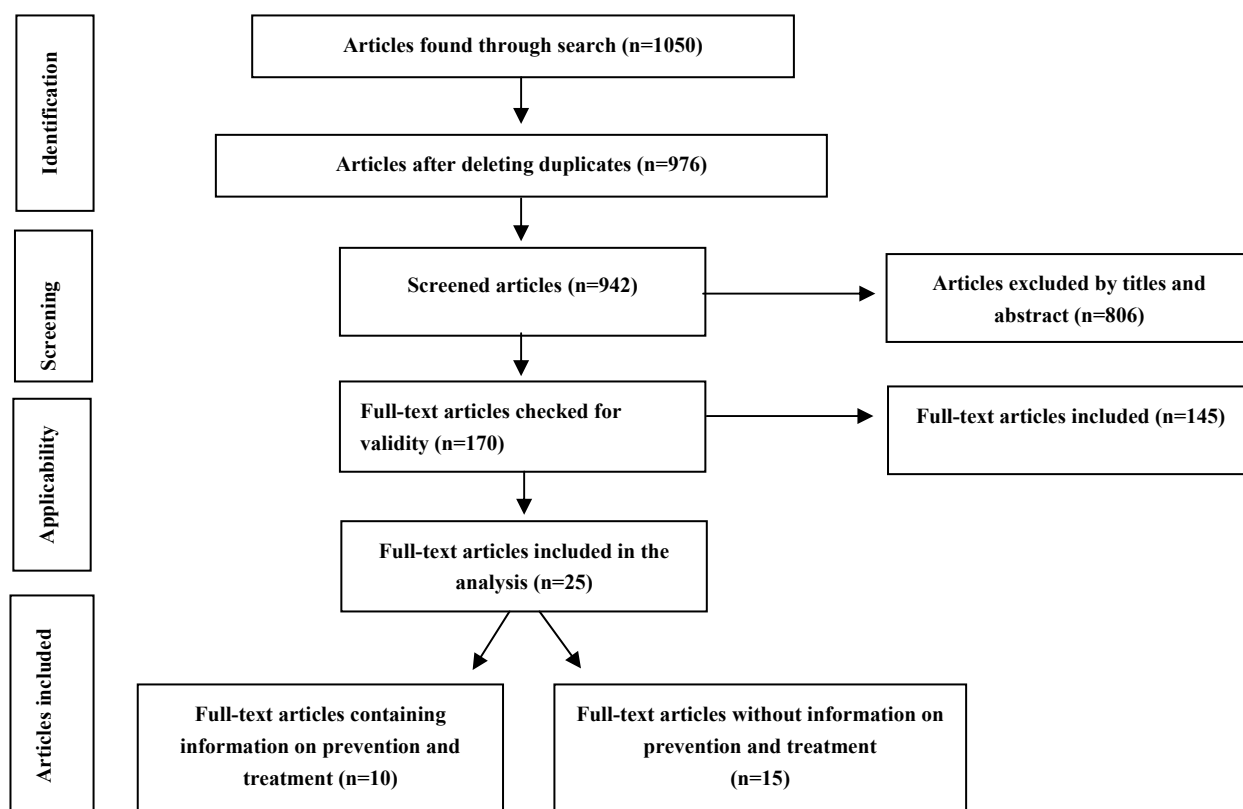 Identification
Articles found through search (n=1050)
Articles after deleting duplicates (n=976)
Screening
Screened articles (n=942)
Articles excluded by titles and
abstract (n=806)
Applicability
Full-text articles checked for
validity (n=170)
Full-text articles included (n=145)
Full-text articles included in the
analysis (n=25)
Articles included
Full-text articles containing
information on prevention and
treatment (n=10)
Full-text articles without information on
prevention and treatment
(n=15)